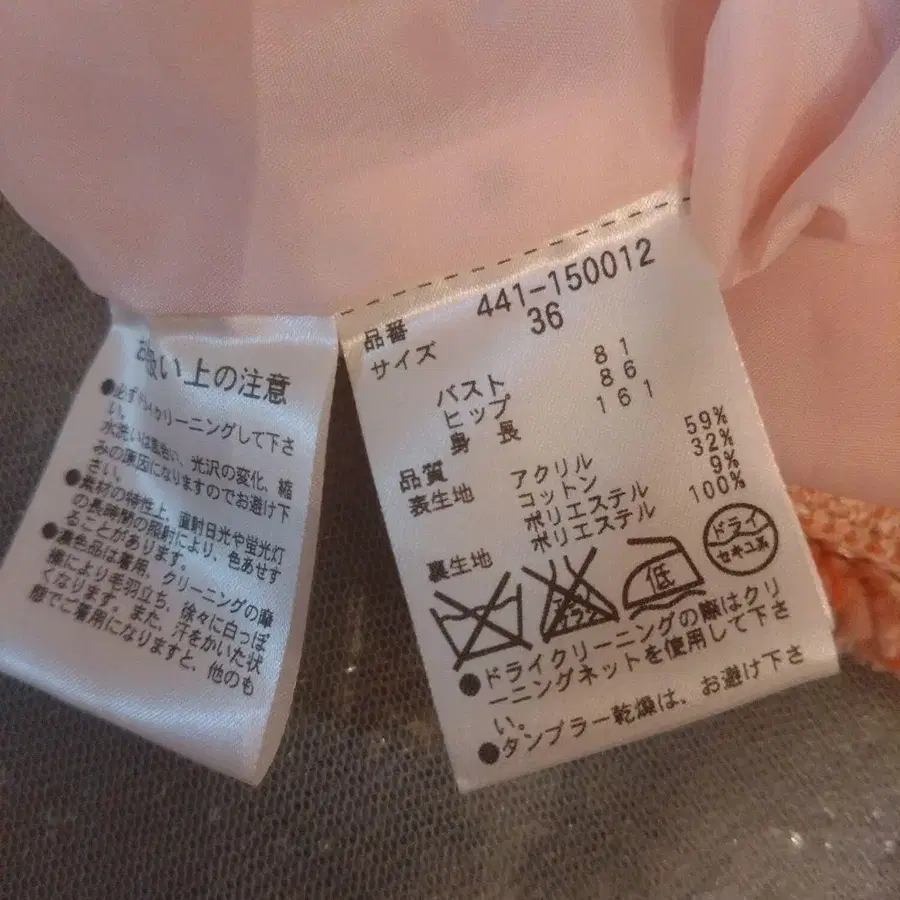 お取扱い上の注意
●必ずドライクリーニングして下さ
い。
水洗いは風合い、光沢の変化、縮
みの原因になりますのでお避け下
さい。
●素材の特性上、直射日光や蛍光灯
の長時間の照射により、色あせす
ることがあります。
●濃色品は着用、クリーニングの摩
擦により毛羽立ち、徐々に白っぽ
くなります。また、汗をかいた状
態でご着用になりますと、他のも
品番 441-150012
サイズ 36
バスト 81
ヒップ 86
身長 161
品質
表生地 アクリル 59%
コットン 32%
ポリエステル 9%
裏生地 ポリエステル 100%
エンソ
サラシ
低
ドライ
セキユ系
●ドライクリーニングの際はクリ
ーニングネットを使用して下さ
い。
●タンブラー乾燥は、お避け下さ